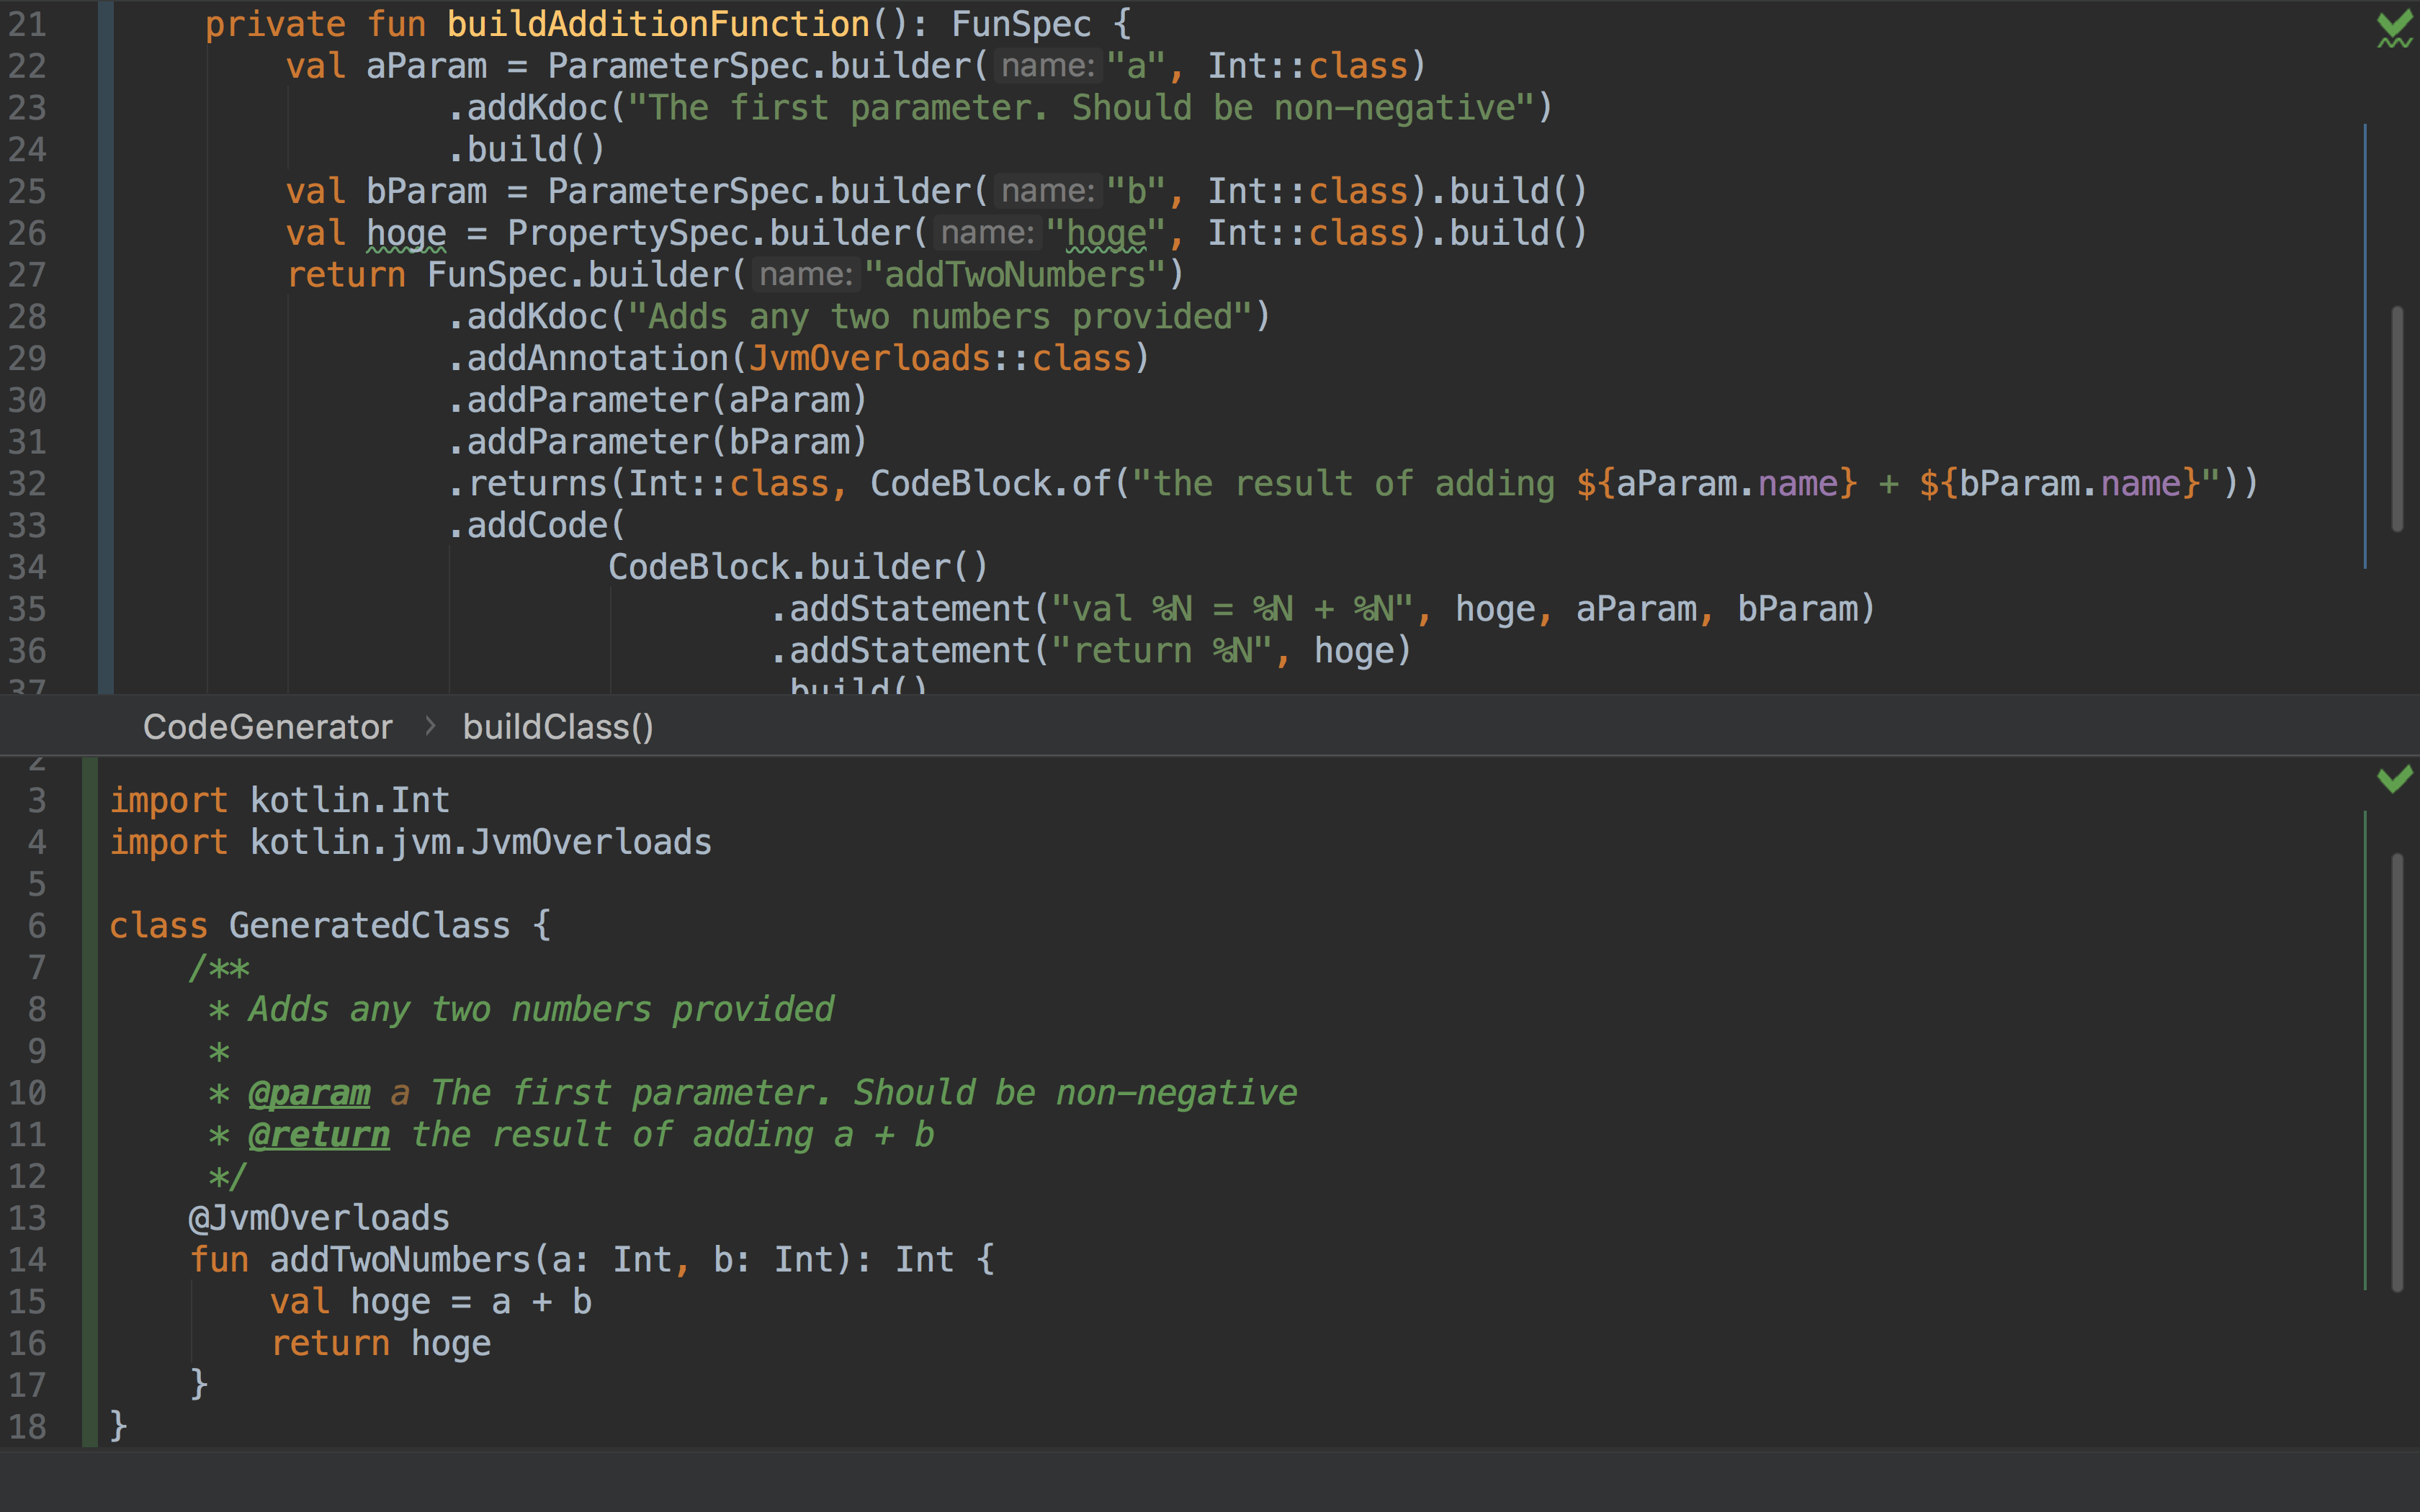 21 private fun buildAdditionFunction(): FunSpec {
22 val aParam = ParameterSpec.builder( name: "a", Int::class)
23 .addKdoc("The first parameter. Should be non-negative")
24 .build()
25 val bParam = ParameterSpec.builder( name: "b", Int::class).build()
26 val hoge = PropertySpec.builder( name: "hoge", Int::class).build()
27 return FunSpec.builder( name: "addTwoNumbers")
28 .addKdoc("Adds any two numbers provided")
29 .addAnnotation(JvmOverloads::class)
30 .addParameter(aParam)
31 .addParameter(bParam)
32 .returns(Int::class, CodeBlock.of("the result of adding ${aParam.name} + ${bParam.name}"))
33 .addCode(
34 CodeBlock.builder()
35 .addStatement("val %N = %N + %N", hoge, aParam, bParam)
36 .addStatement("return %N", hoge)
37 .build()
CodeGenerator › buildClass()
2
3 import kotlin.Int
4 import kotlin.jvm.JvmOverloads
5
6 class GeneratedClass {
7 /**
8 * Adds any two numbers provided
9 *
10 * @param a The first parameter. Should be non-negative
11 * @return the result of adding a + b
12 */
13 @JvmOverloads
14 fun addTwoNumbers(a: Int, b: Int): Int {
15 val hoge = a + b
16 return hoge
17 }
18 }